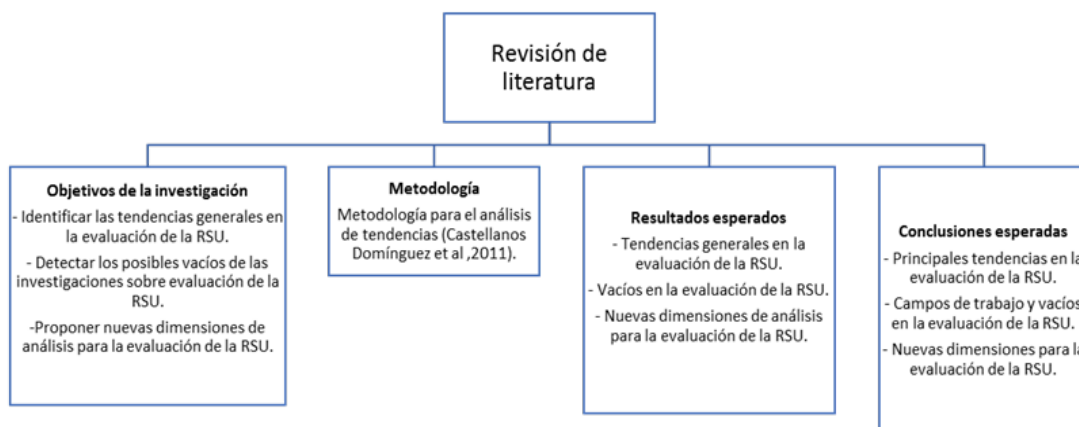 Revisión de
literatura
Objetivos de la investigación
- Identificar las tendencias generales en
la evaluación de la RSU.
- Detectar los posibles vacíos de las
investigaciones sobre evaluación de la
RSU.
-Proponer nuevas dimensiones de
análisis para la evaluación de la RSU.
Metodología
Metodología para el análisis
de tendencias (Castellanos
Domínguez et al ,2011).
Resultados esperados
- Tendencias generales en la
evaluación de la RSU.
- Vacíos en la evaluación de la RSU.
- Nuevas dimensiones de análisis
para la evaluación de la RSU.
Conclusiones esperadas
- Principales tendencias en la
evaluación de la RSU.
- Campos de trabajo y vacíos
en la evaluación de la RSU.
- Nuevas dimensiones para la
evaluación de la RSU.